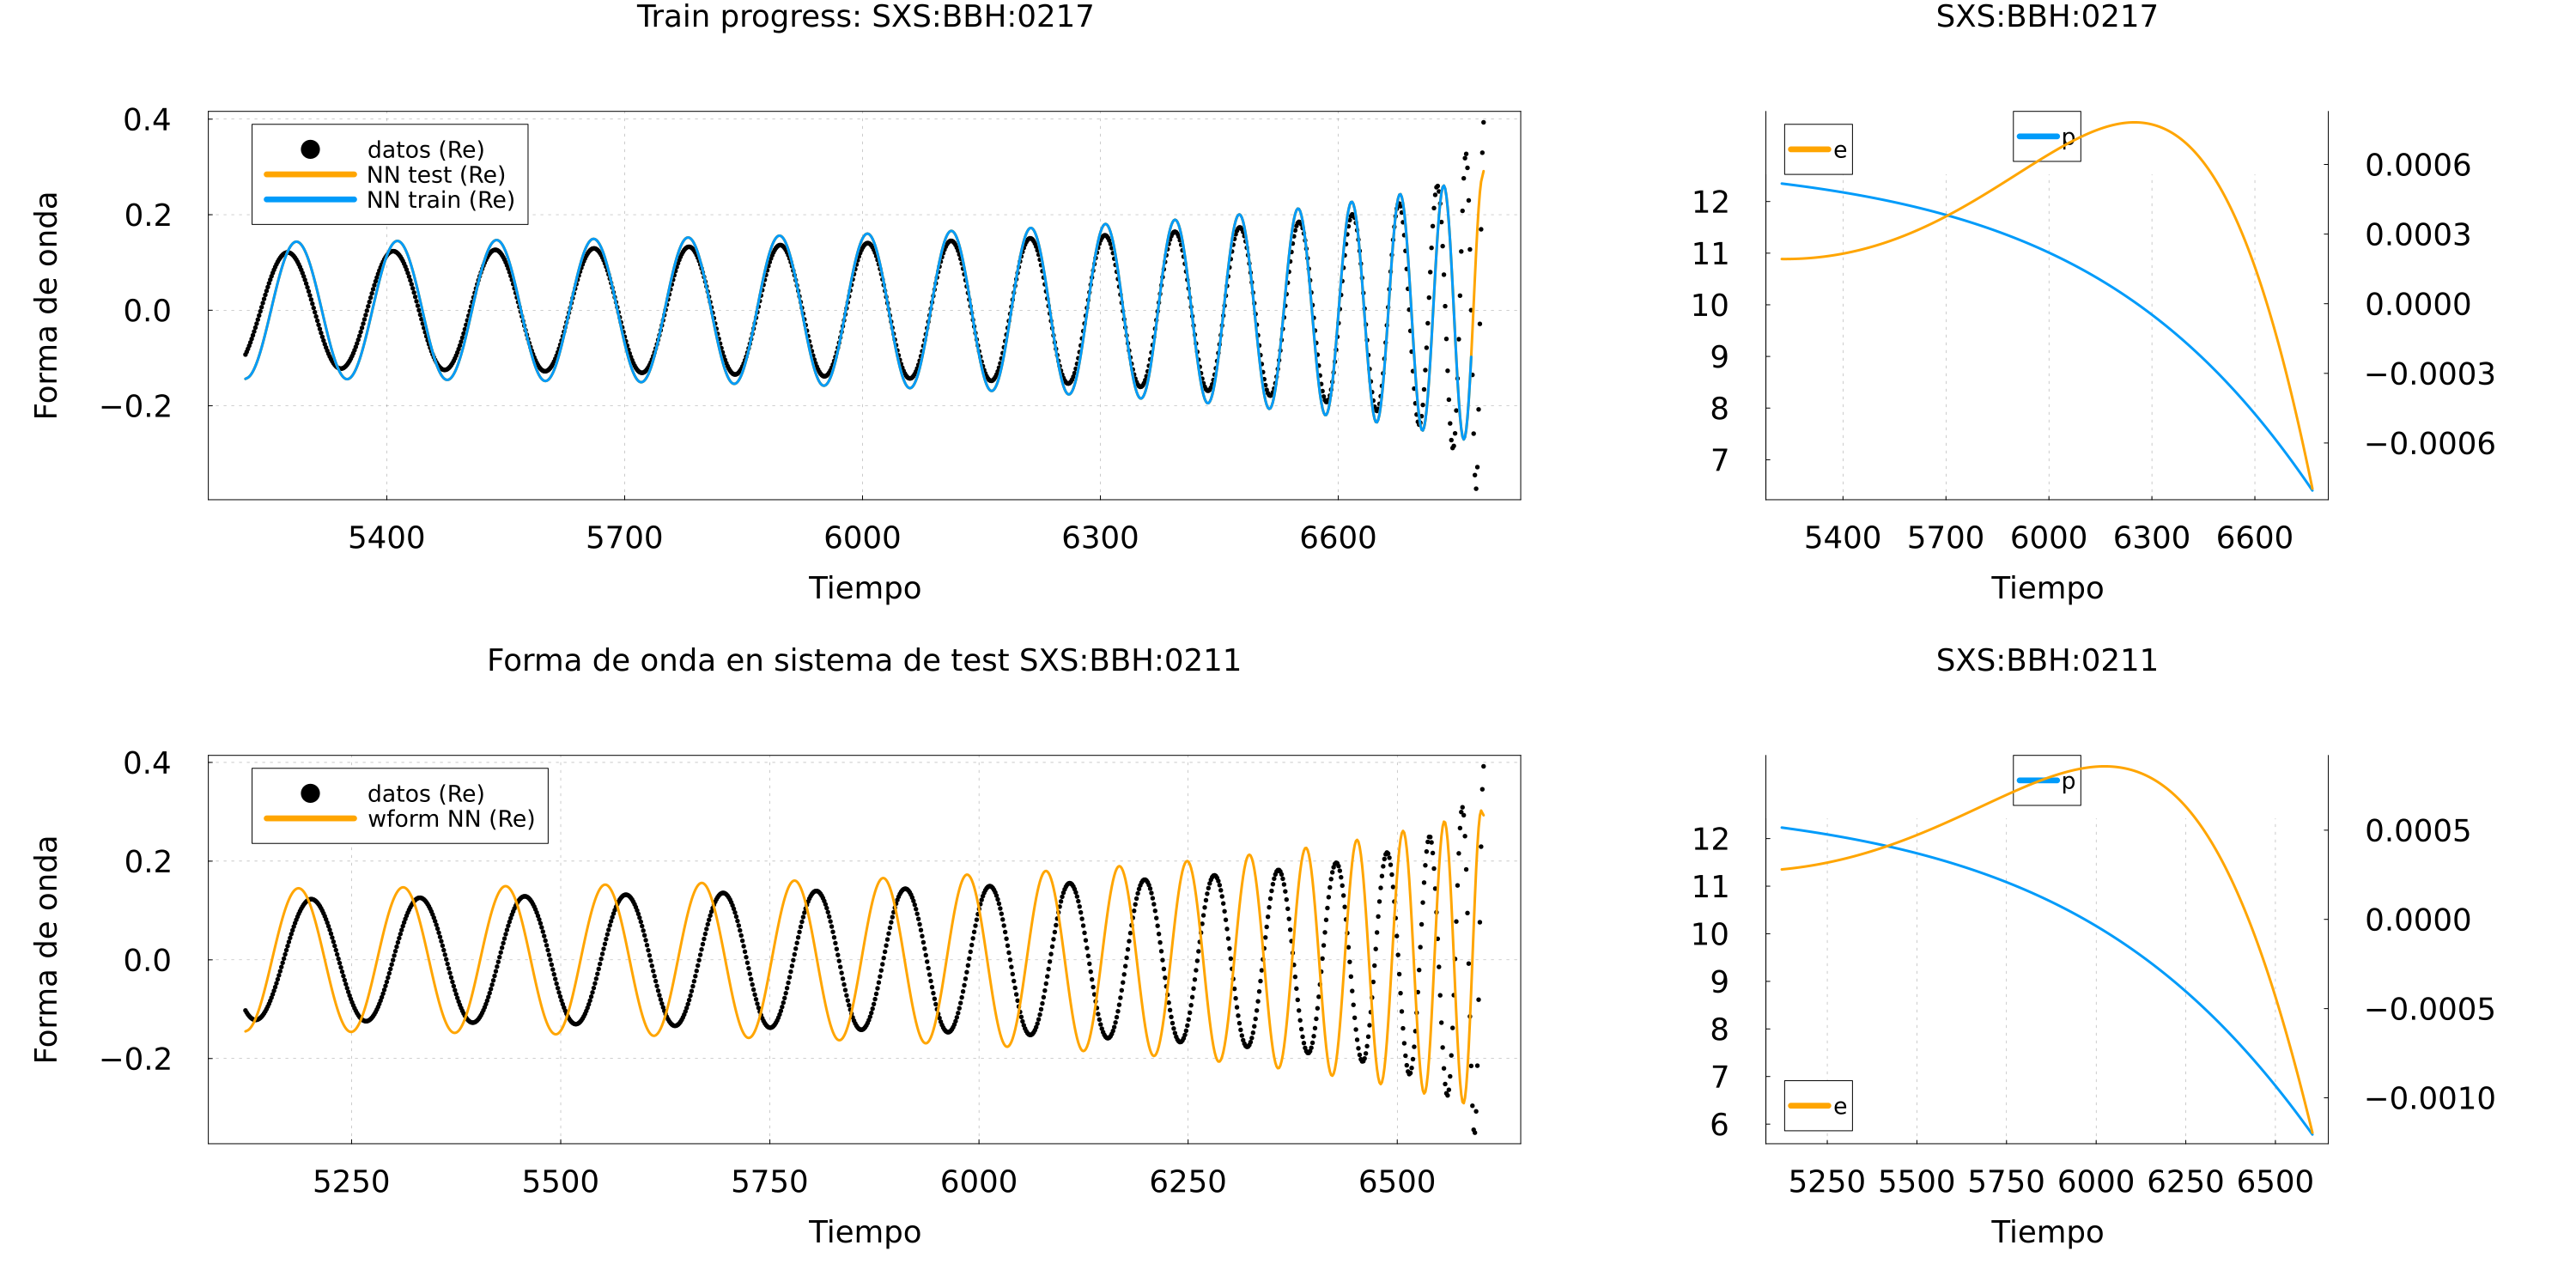 Train progress: SXS:BBH:0217
SXS:BBH:0217
Forma de onda
0.4
0.2
0.0
−0.2
datos (Re)
NN test (Re)
NN train (Re)
5400 5700 6000 6300 6600
Tiempo
12
11
10
9
8
7
e
p
0.0006
0.0003
0.0000
−0.0003
−0.0006
5400 5700 6000 6300 6600
Tiempo
Forma de onda en sistema de test SXS:BBH:0211
SXS:BBH:0211
Forma de onda
0.4
0.2
0.0
−0.2
datos (Re)
wform NN (Re)
5250 5500 5750 6000 6250 6500
Tiempo
12
11
10
9
8
7
6
p
e
0.0005
0.0000
−0.0005
−0.0010
5250 5500 5750 6000 6250 6500
Tiempo